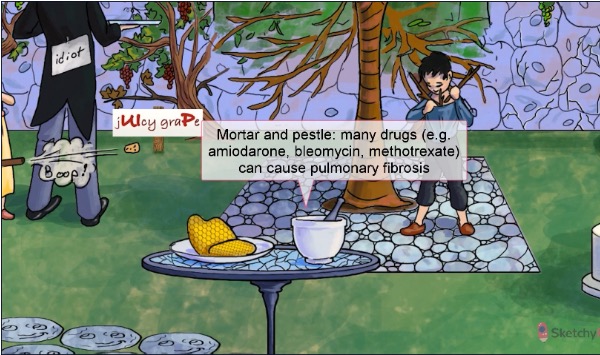 idiot
jUIcy graPe
Mortar and pestle: many drugs (e.g.
amiodarone, bleomycin, methotrexate)
can cause pulmonary fibrosis
Boop!
Sketchy